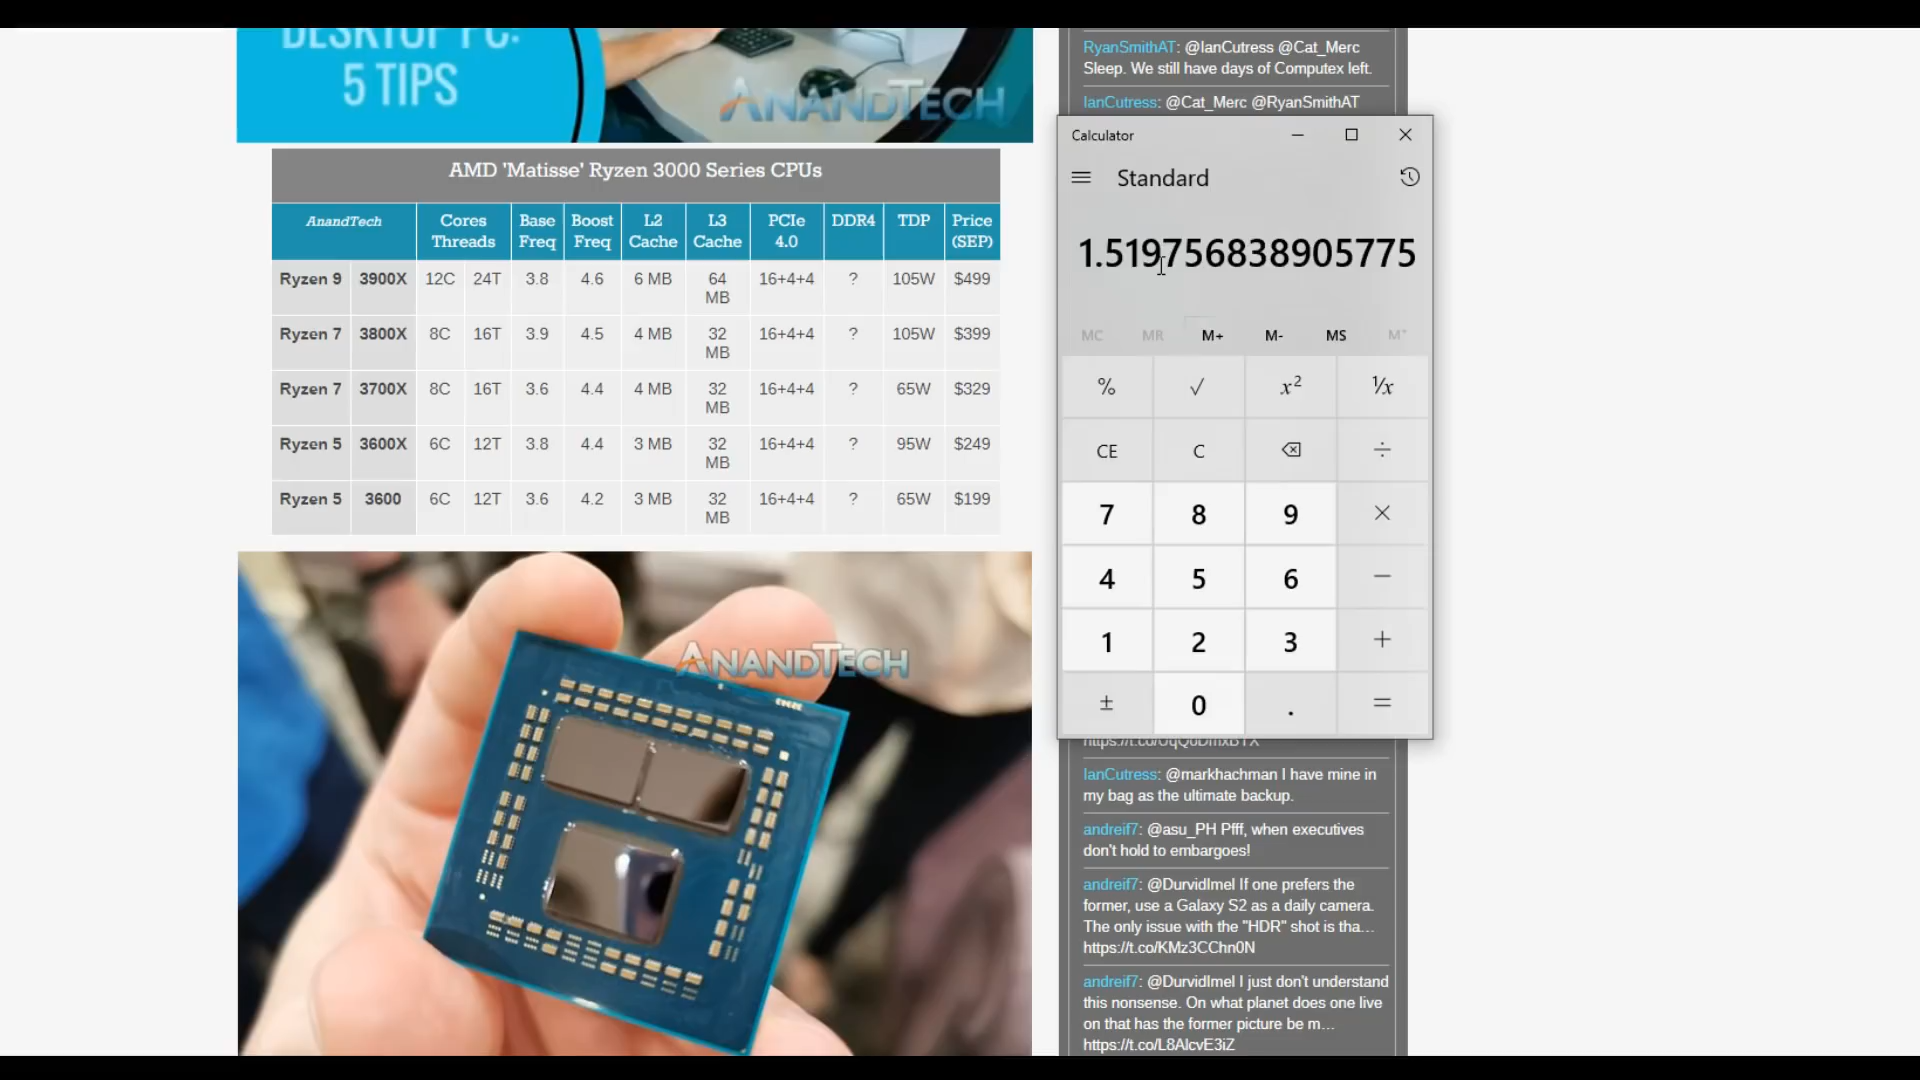 DESKTOP PC:
5 TIPS
ANANDTECH
AMD 'Matisse' Ryzen 3000 Series CPUs
AnandTech Cores Threads Base Freq Boost Freq L2 Cache L3 Cache PCIe 4.0 DDR4 TDP Price (SEP)
Ryzen 9 3900X 12C 24T 3.8 4.6 6 MB 64 MB 16+4+4 ? 105W $499
Ryzen 7 3800X 8C 16T 3.9 4.5 4 MB 32 MB 16+4+4 ? 105W $399
Ryzen 7 3700X 8C 16T 3.6 4.4 4 MB 32 MB 16+4+4 ? 65W $329
Ryzen 5 3600X 6C 12T 3.8 4.4 3 MB 32 MB 16+4+4 ? 95W $249
Ryzen 5 3600 6C 12T 3.6 4.2 3 MB 32 MB 16+4+4 ? 65W $199
ANANDTECH
RyanSmithAT: @IanCutress @Cat_Merc
Sleep. We still have days of Computex left.
IanCutress: @Cat_Merc @RyanSmithAT
Calculator
Standard
1.519756838905775
MC MR M+ M- MS M˅
% √ x² ¹/x
CE C ⌫ ÷
7 8 9 ×
4 5 6 −
1 2 3 +
± 0 . =
IanCutress: @markhachman I have mine in
my bag as the ultimate backup.
andreif7: @asu_PH Pfff, when executives
don't hold to embargoes!
andreif7: @DurvidImel If one prefers the
former, use a Galaxy S2 as a daily camera.
The only issue with the "HDR" shot is tha…
https://t.co/KMz3CChn0N
andreif7: @DurvidImel I just don't understand
this nonsense. On what planet does one live
on that has the former picture be m…
https://t.co/L8AlcvE3iZ